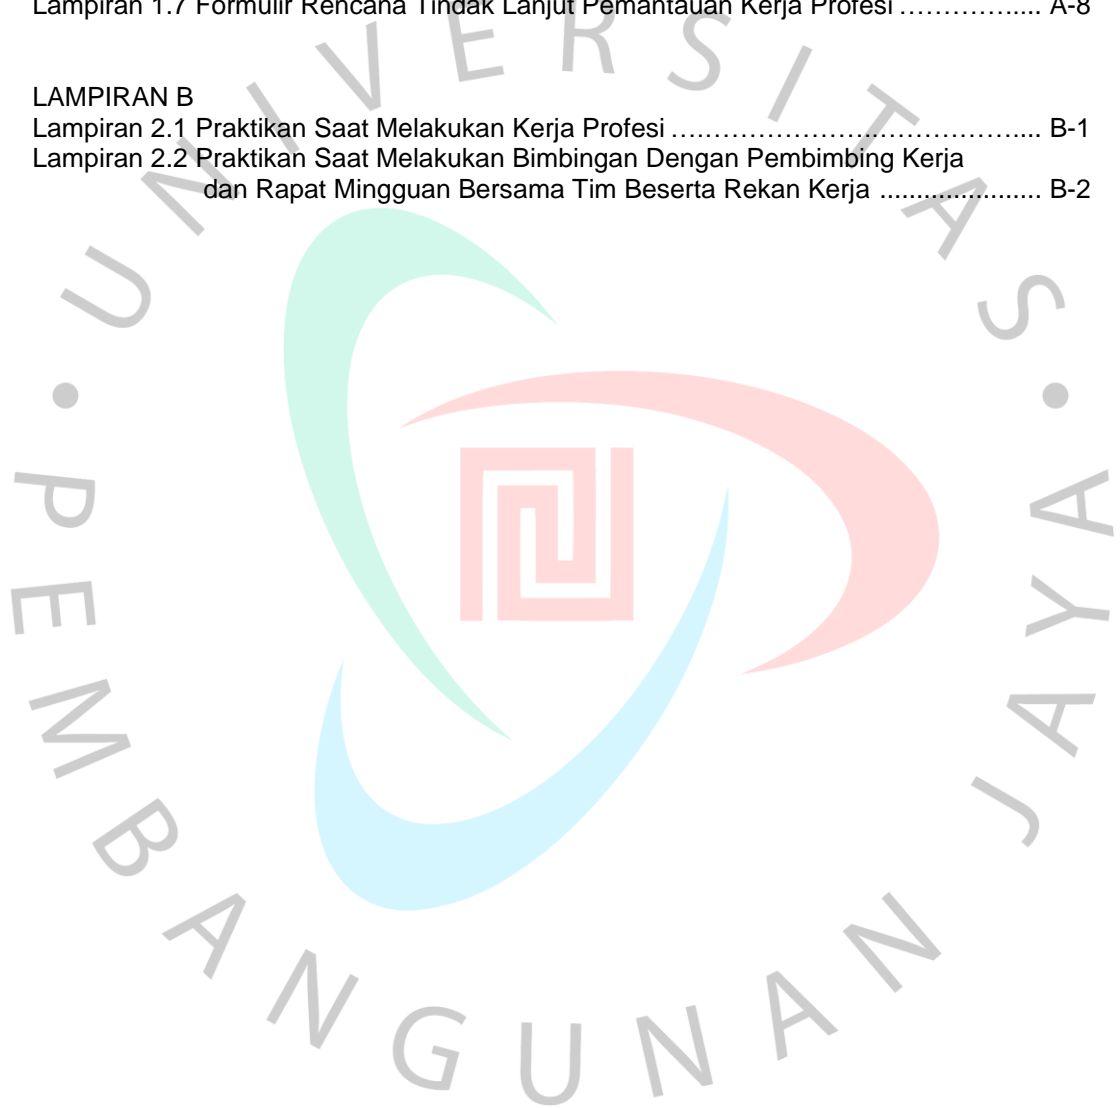 Lampiran 1.7 Formulir Rencana Tindak Lanjut Pemantauan Kerja Profesi …………..... A-8
LAMPIRAN B
Lampiran 2.1 Praktikan Saat Melakukan Kerja Profesi ………………………………….... B-1
Lampiran 2.2 Praktikan Saat Melakukan Bimbingan Dengan Pembimbing Kerja
dan Rapat Mingguan Bersama Tim Beserta Rekan Kerja ...................... B-2
UNIVERSITAS • PEMBANGUNAN JAYA •